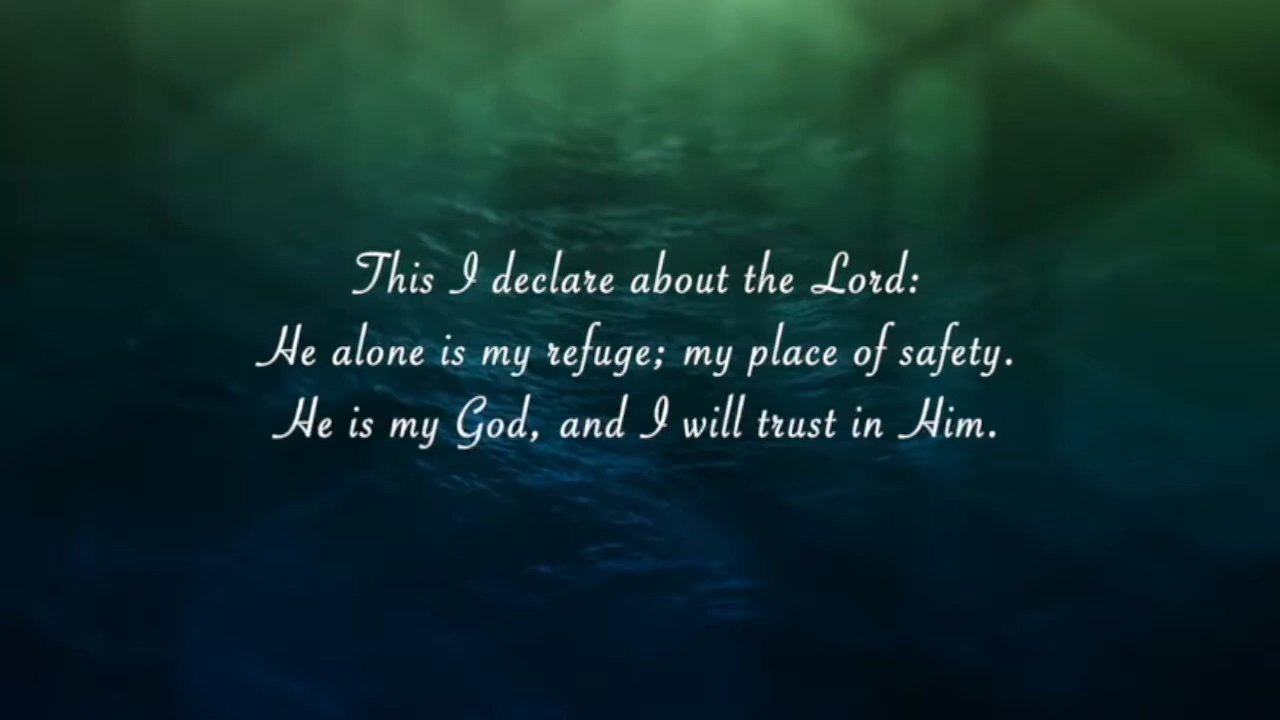 This I declare about the Lord:
He alone is my refuge; my place of safety.
He is my God, and I will trust in Him.